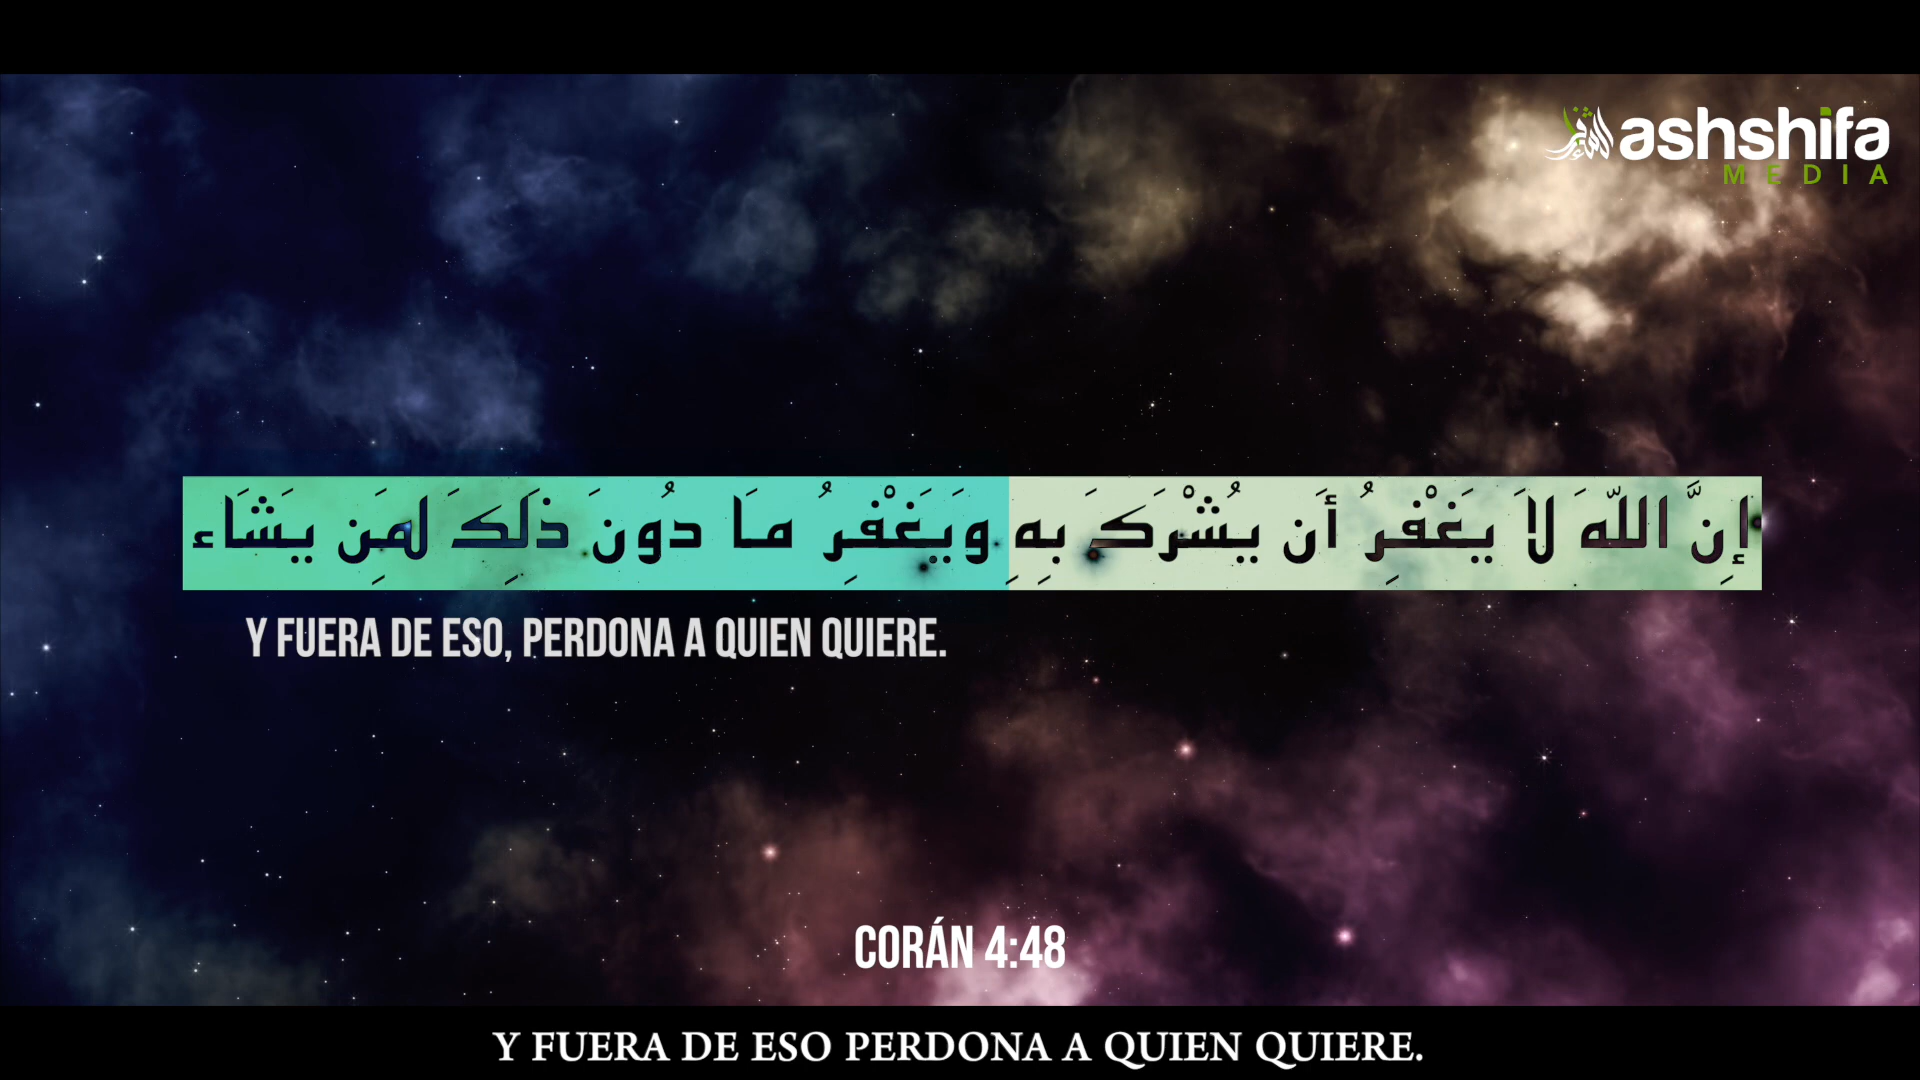 ashshifa
MEDIA
إِنَّ اللّهَ لاَ يَغْفِرُ أَن يُشْرَكَ بِهِ وَيَغْفِرُ مَا دُونَ ذَلِكَ لِمَن يَشَاء
Y FUERA DE ESO, PERDONA A QUIEN QUIERE.
CORÁN 4:48
Y FUERA DE ESO PERDONA A QUIEN QUIERE.